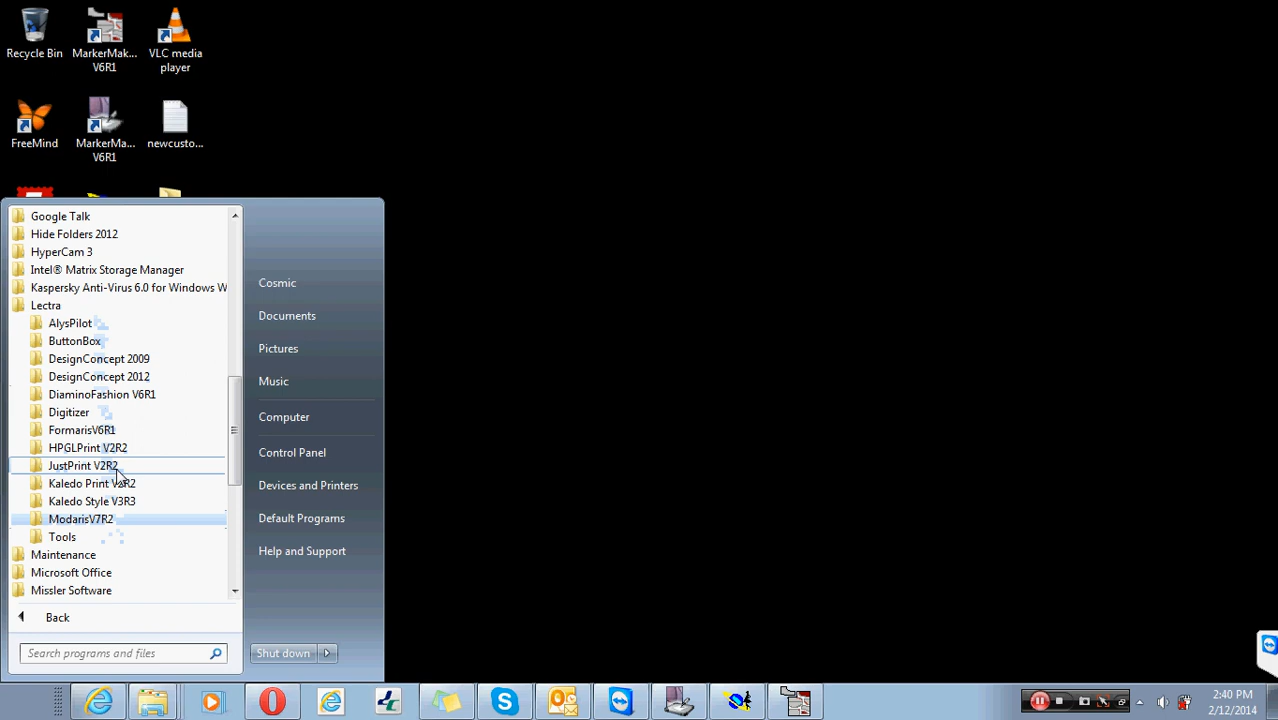 Recycle Bin
MarkerMak...
V6R1
VLC media
player
FreeMind
MarkerMa...
V6R1
newcusto...
Google Talk
Hide Folders 2012
HyperCam 3
Intel® Matrix Storage Manager
Kaspersky Anti-Virus 6.0 for Windows W
Lectra
AlysPilot
ButtonBox
DesignConcept 2009
DesignConcept 2012
DiaminoFashion V6R1
Digitizer
FormarisV6R1
HPGLPrint V2R2
JustPrint V2R2
Kaledo Print V2R2
Kaledo Style V3R3
ModarisV7R2
Tools
Maintenance
Microsoft Office
Missler Software
Back
Search programs and files
Cosmic
Documents
Pictures
Music
Computer
Control Panel
Devices and Printers
Default Programs
Help and Support
Shut down
2:40 PM
2/12/2014